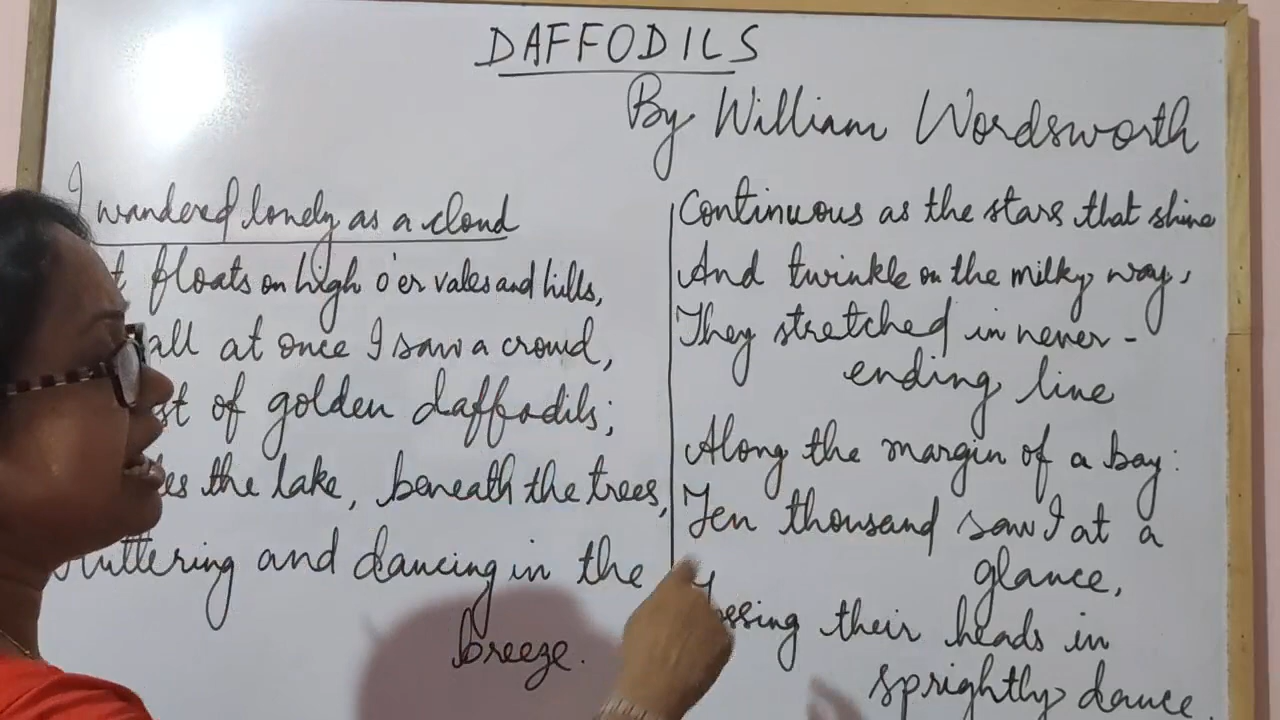 DAFFODILS
By William Wordsworth
I wandered lonely as a cloud
floats on high o'er vales and hills,
all at once I saw a crowd,
of golden daffodils;
the lake, beneath the trees,
fluttering and dancing in the
breeze.
Continuous as the stars that shine
And twinkle on the milky way,
They stretched in never-
ending line
Along the margin of a bay:
Ten thousand saw I at a
glance,
their heads in
sprightly dance.